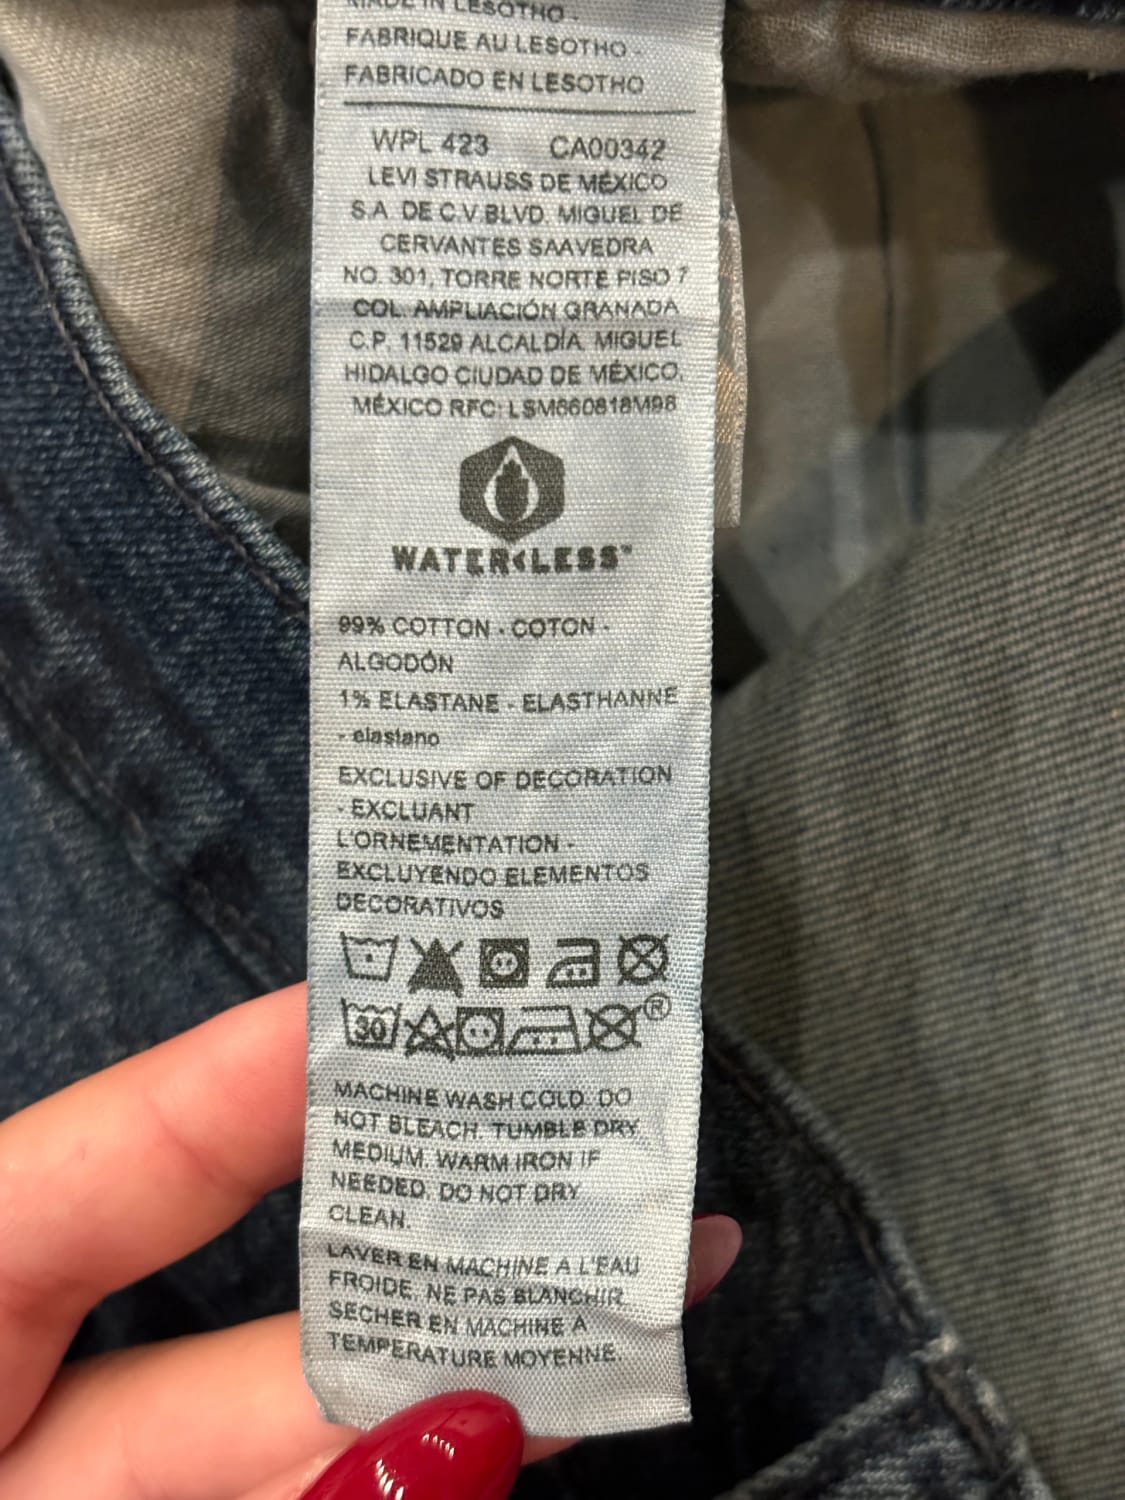 MADE IN LESOTHO -
FABRIQUE AU LESOTHO -
FABRICADO EN LESOTHO
WPL 423 CA00342
LEVI STRAUSS DE MÉXICO
S.A. DE C.V.BLVD. MIGUEL DE
CERVANTES SAAVEDRA
NO. 301, TORRE NORTE PISO 7
COL. AMPLIACIÓN GRANADA
C.P. 11529 ALCALDÍA MIGUEL
HIDALGO CIUDAD DE MÉXICO,
MÉXICO RFC: LSM660818M98
WATER<LESS™
99% COTTON - COTON -
ALGODÓN
1% ELASTANE - ELASTHANNE
- elastano
EXCLUSIVE OF DECORATION
- EXCLUANT
L'ORNEMENTATION -
EXCLUYENDO ELEMENTOS
DECORATIVOS
30 ®
MACHINE WASH COLD. DO
NOT BLEACH. TUMBLE DRY
MEDIUM. WARM IRON IF
NEEDED. DO NOT DRY
CLEAN.
LAVER EN MACHINE A L'EAU
FROIDE. NE PAS BLANCHIR.
SECHER EN MACHINE A
TEMPERATURE MOYENNE.